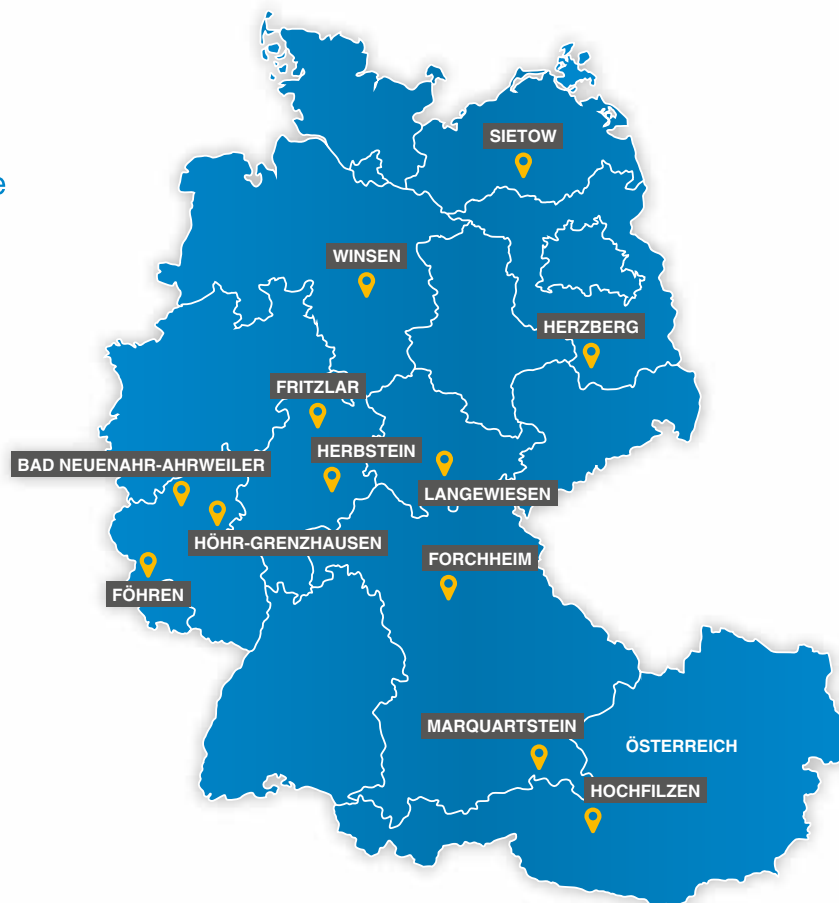 SIETOW
e
WINSEN
HERZBERG
FRITZLAR
HERBSTEIN
BAD NEUENAHR-AHRWEILER
LANGEWIESEN
HÖHR-GRENZHAUSEN
FORCHHEIM
FÖHREN
MARQUARTSTEIN
ÖSTERREICH
HOCHFILZEN